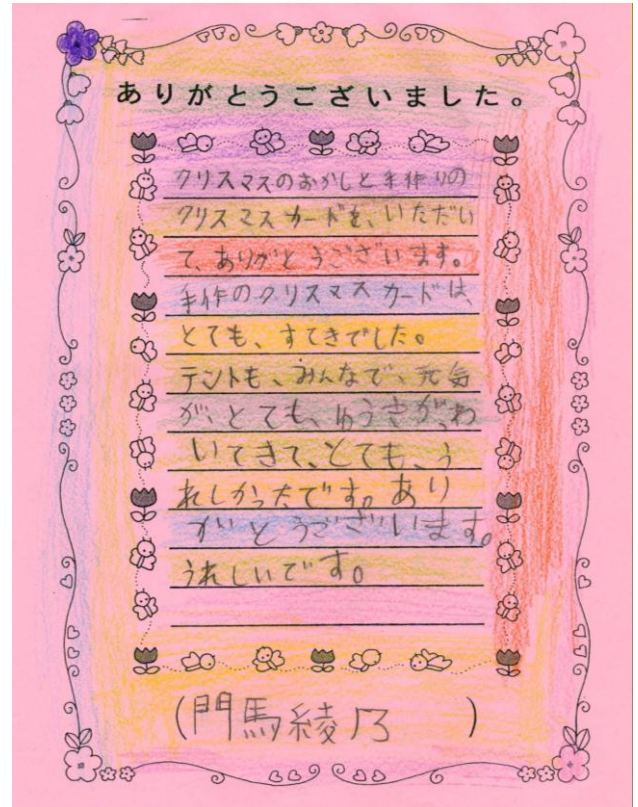 ありがとうございました。
クリスマスのおかしと手作りの
クリスマスカードを、いただい
て、ありがとうございます。
手作のクリスマスカードは、
とても、すてきでした。
テントも、みんなで、元気
が、とても、ゆうきが、わ
いてきて、とても、う
れしかったです。あり
がとうございます。
うれしいです。
(門馬綾乃 )